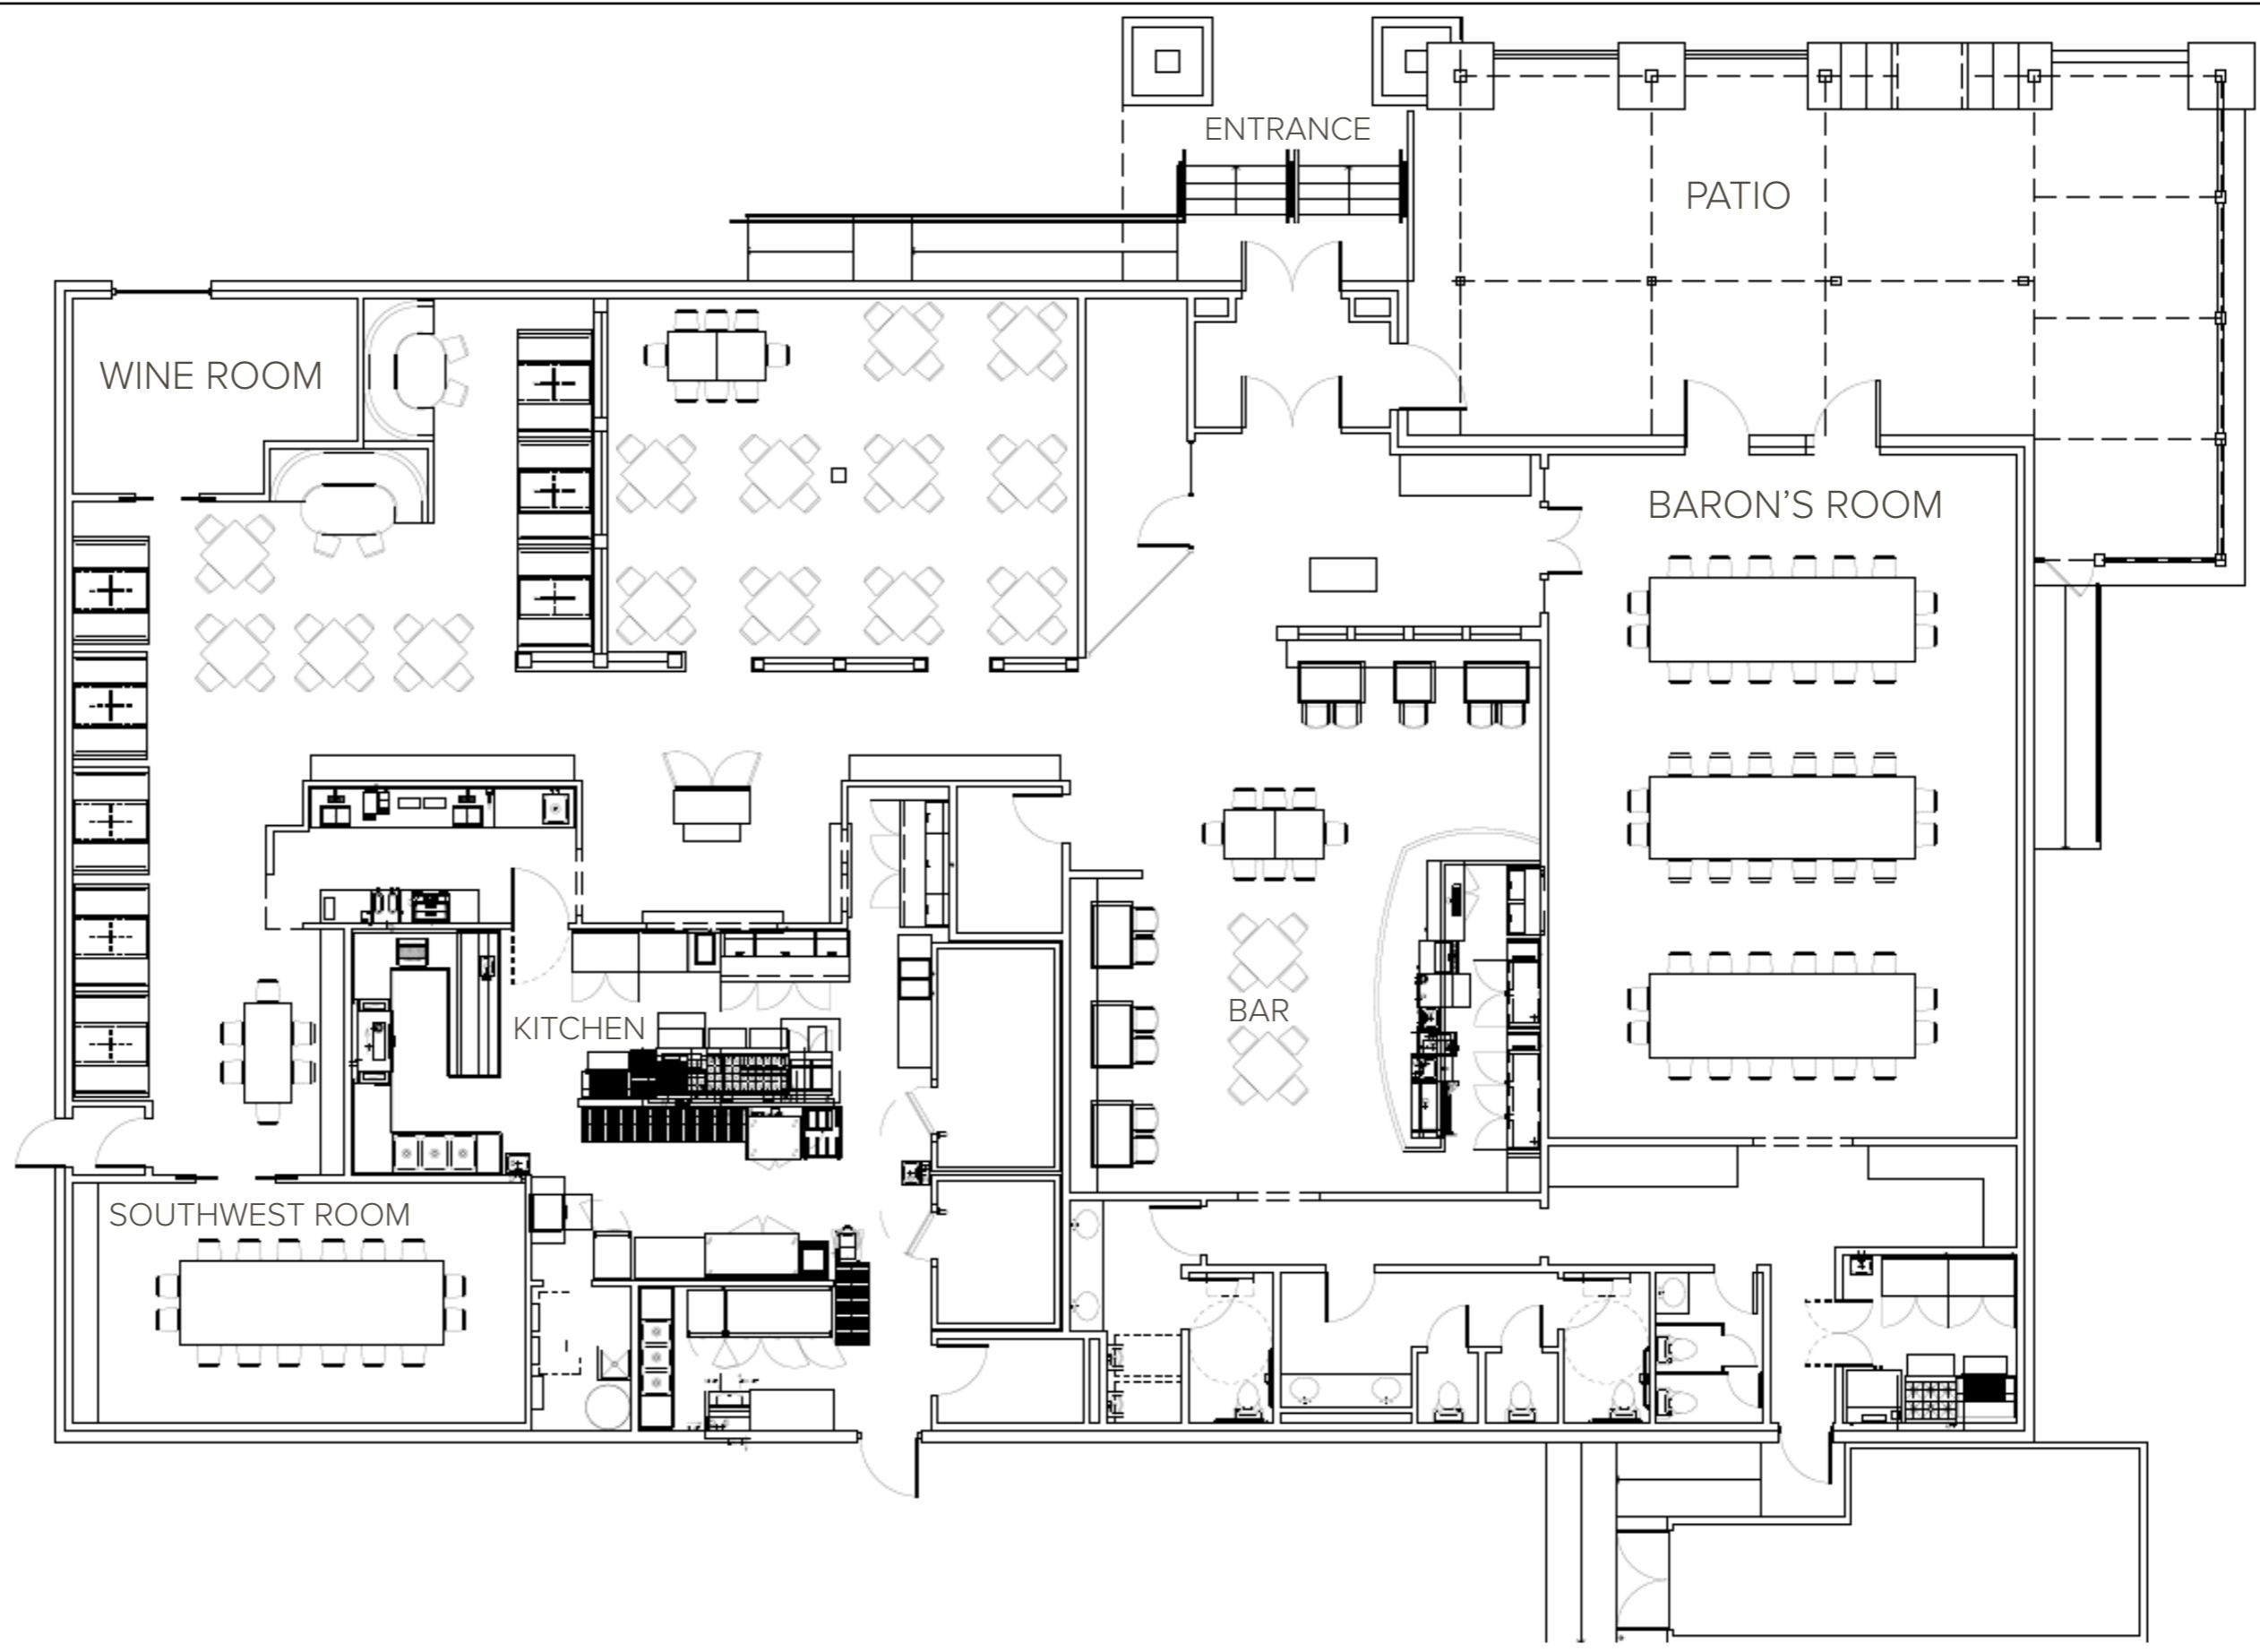 ENTRANCE
PATIO
WINE ROOM
BARON’S ROOM
BAR
KITCHEN
SOUTHWEST ROOM